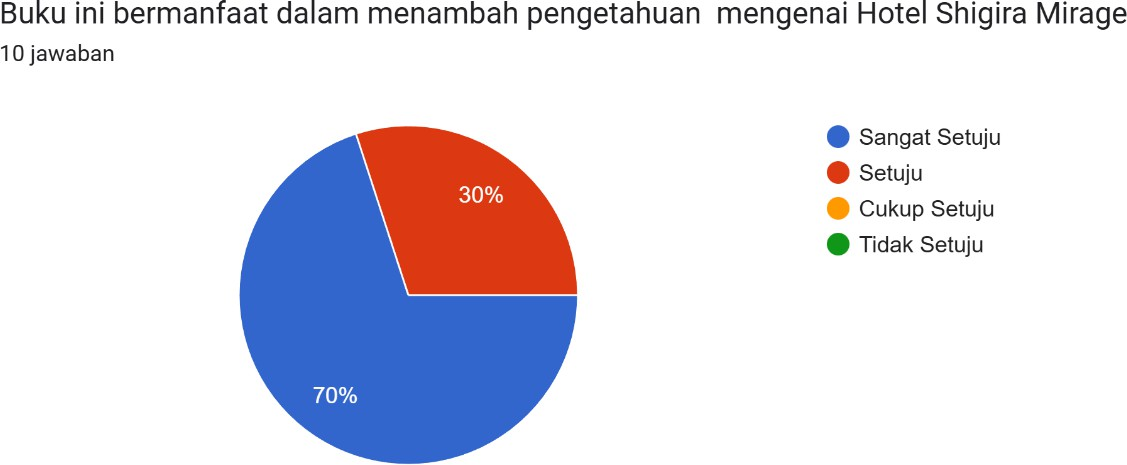 Buku ini bermanfaat dalam menambah pengetahuan  mengenai Hotel Shigira Mirage
10 jawaban
Sangat Setuju
Setuju
Cukup Setuju
Tidak Setuju
30%
70%